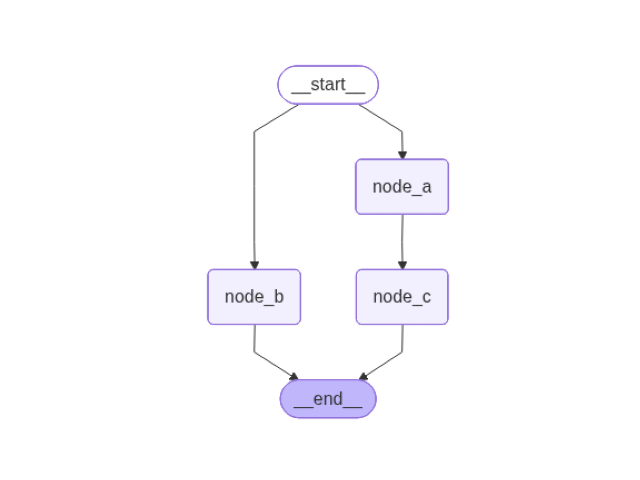 __start__
node_a
node_b
node_c
__end__